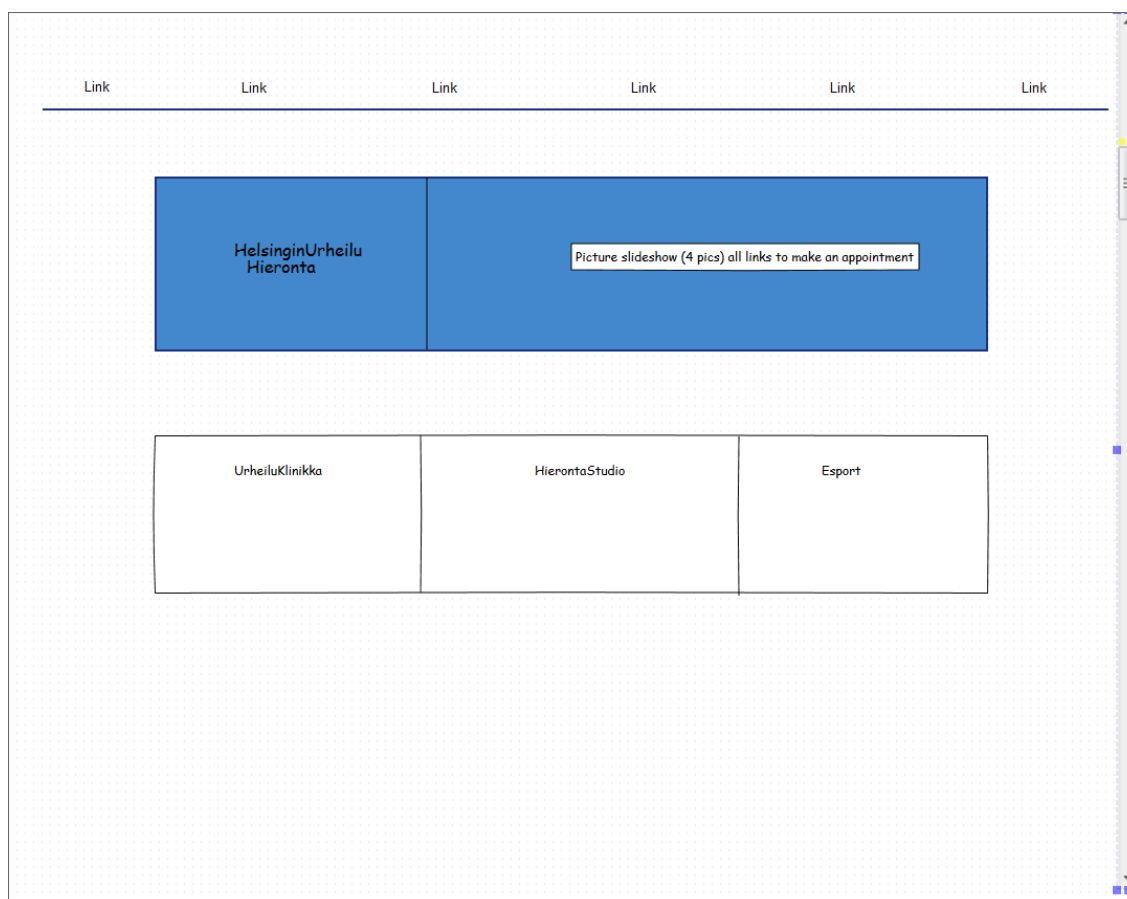 Link Link Link Link Link Link
HelsinginUrheilu
Hieronta
Picture slideshow (4 pics) all links to make an appointment
UrheiluKlinikka HierontaStudio Esport